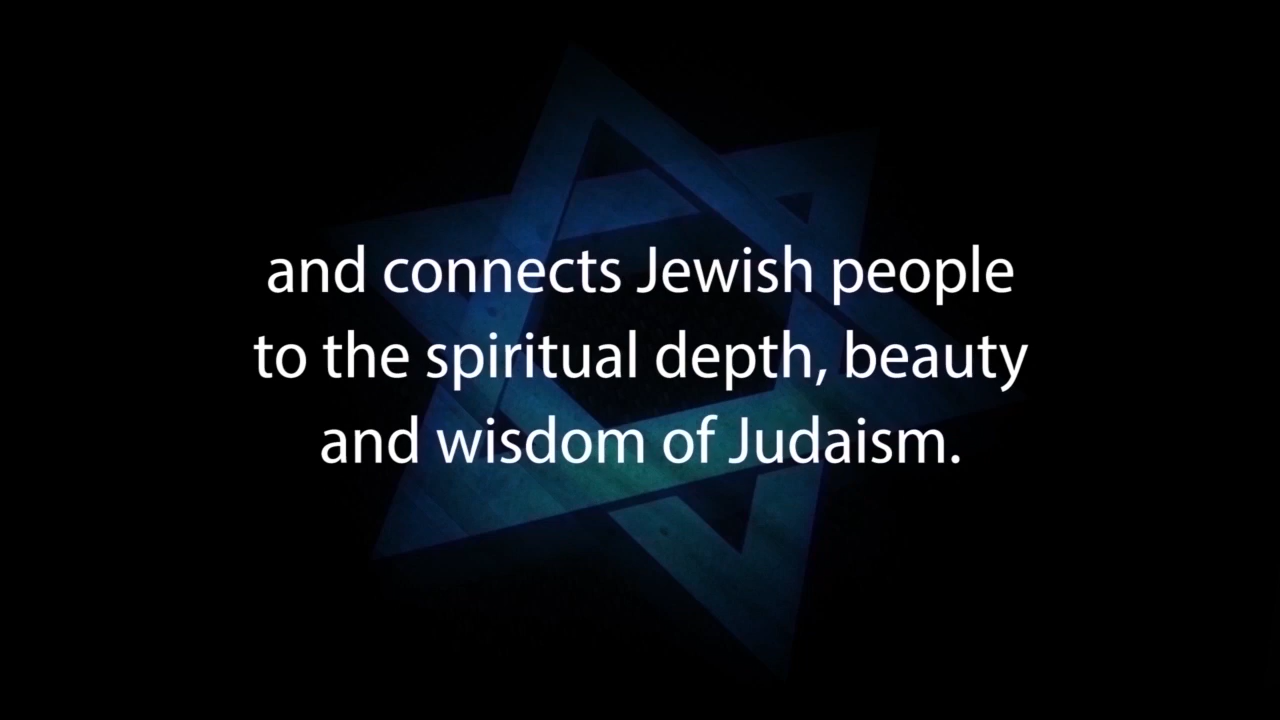 and connects Jewish people
to the spiritual depth, beauty
and wisdom of Judaism.